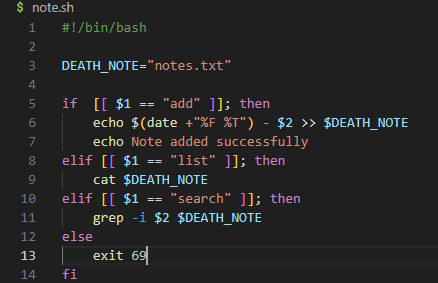 $ note.sh
1 #!/bin/bash
2
3 DEATH_NOTE="notes.txt"
4
5 if  [[ $1 == "add" ]]; then
6     echo $(date +"%F %T") - $2 >> $DEATH_NOTE
7     echo Note added successfully
8 elif [[ $1 == "list" ]]; then
9     cat $DEATH_NOTE
10 elif [[ $1 == "search" ]]; then
11     grep -i $2 $DEATH_NOTE
12 else
13     exit 69
14 fi